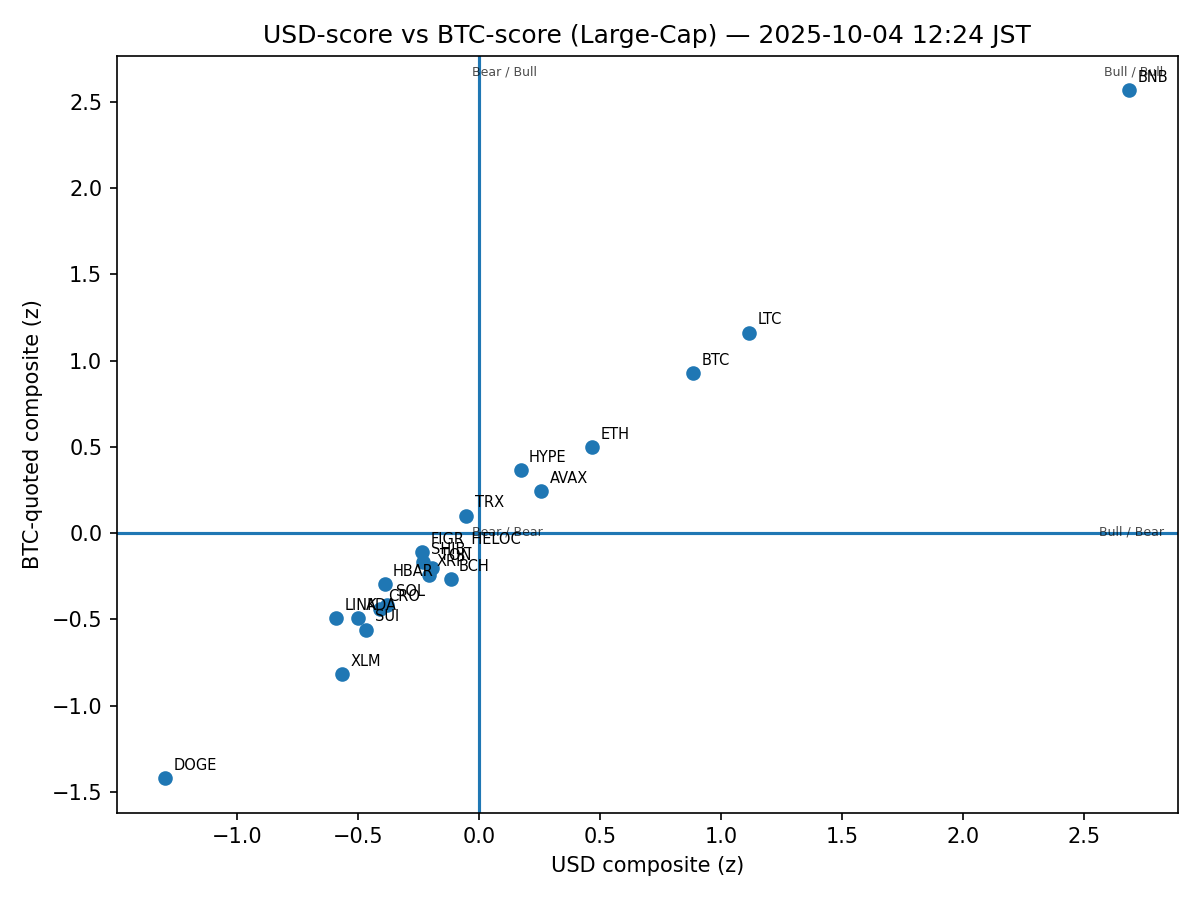 USD-score vs BTC-score (Large-Cap) — 2025-10-04 12:24 JST
Bear / Bull
Bull / Bull
BNB
2.5
2.0
1.5
LTC
BTC
1.0
ETH
0.5
HYPE
AVAX
TRX
0.0
Bear / Bear
Bull / Bear
FIGR_HELOC
SHIB
TON
XRP
BCH
HBAR
SOL
CRO
LINK
ADA
SUI
−0.5
XLM
−1.0
DOGE
−1.5
BTC-quoted composite (z)
−1.0
−0.5
0.0
0.5
1.0
1.5
2.0
2.5
USD composite (z)